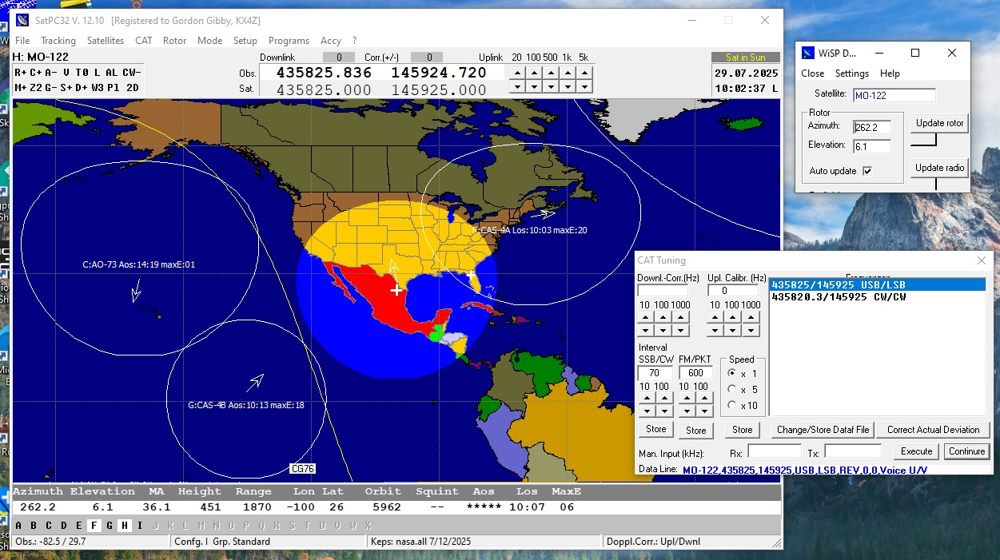 SatPC32 V. 12.10 [Registered to Gordon Gibby, KX4Z]
File Tracking Satellites CAT Rotor Mode Setup Programs Accy ?
H: MO-122 Downlink 0 Corr.(+/-) 0 Uplink 20 100 500 1k 5k Sat in Sun
R+ C+ A- V T0 L AL CW- Obs. 435825.836 145924.720 29.07.2025
M+ Z2 G- S+ D+ W3 P1 2D Sat. 435825.000 145925.000 10:02:37 L
F:CAS-4A Los:10:03 maxE:20
C:AO-73 Aos:14:19 maxE:01
G:CAS-4B Aos:10:13 maxE:18
CG76
Azimuth Elevation MA Height Range Lon Lat Orbit Squint Aos Los MaxE
262.2 6.1 36.1 451 1870 -100 26 5962 -- ***** 10:07 06
A B C D E F G H I J K L M N O P Q R S T U V W X
Obs.: -82.5 / 29.7 Confg. I Grp. Standard Keps: nasa.all 7/12/2025 Doppl.Corr.: Upl/Dwnl
WiSP D...
Close Settings Help
Satellite: MO-122
Rotor
Azimuth: 262.2 Update rotor
Elevation: 6.1
Auto update Update radio
CAT Tuning
Downl.-Corr.(Hz) Upl. Calibr. (Hz)
0
10 100 1000 10 100 1000
435825/145925 USB/LSB
435820.3/145925 CW/CW
Interval
SSB/CW FM/PKT Speed
70 600 x 1
10 100 10 100 x 5
x 10
Store Store Store Change/Store Dataf File Correct Actual Deviation
Man. Input (kHz): Rx: Tx: Execute Continue
Data Line: MO-122,435825,145925,USB,LSB,REV,0,0,Voice U/V